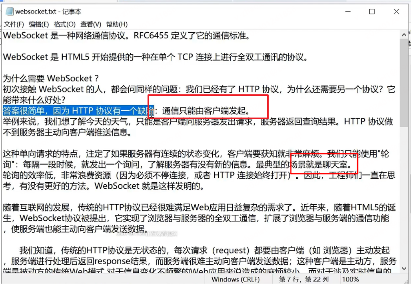 websocket.txt - 记事本
文件(F) 编辑(E) 格式(O) 查看(V) 帮助(H)
WebSocket 是一种网络通信协议。RFC6455 定义了它的通信标准。
WebSocket 是 HTML5 开始提供的一种在单个 TCP 连接上进行全双工通讯的协议。
为什么需要 WebSocket ?
初次接触 WebSocket 的人，都会问同样的问题：我们已经有了 HTTP 协议，为什么还需要另一个协议？它
能带来什么好处？
答案很简单，因为 HTTP 协议有一个缺陷：通信只能由客户端发起。
举例来说，我们想了解今天的天气，只能是客户端向服务器发出请求，服务器返回查询结果。HTTP 协议做
不到服务器主动向客户端推送信息。
这种单向请求的特点，注定了如果服务器有连续的状态变化，客户端要获知就非常麻烦。我们只能使用"轮
询"：每隔一段时候，就发出一个询问，了解服务器有没有新的信息。最典型的场景就是聊天室。
轮询的效率低，非常浪费资源（因为必须不停连接，或者 HTTP 连接始终打开）。因此，工程师们一直在思
考，有没有更好的方法。WebSocket 就是这样发明的。
随着互联网的发展，传统的HTTP协议已经很难满足Web应用日益复杂的需求了。近年来，随着HTML5的诞
生，WebSocket协议被提出，它实现了浏览器与服务器的全双工通信，扩展了浏览器与服务端的通信功
能，使服务端也能主动向客户端发送数据。
我们知道，传统的HTTP协议是无状态的，每次请求（request）都要由客户端（如 浏览器）主动发
起，服务端进行处理后返回response结果，而服务端很难主动向客户端发送数据；这种客户端是主动方，服务
端是被动方的传统Web模式 对于信息变化不频繁的Web应用来说造成的麻烦较小，而对于涉及实时信息的
Windows (CRLF)
第 7 行，第 22 列
100%